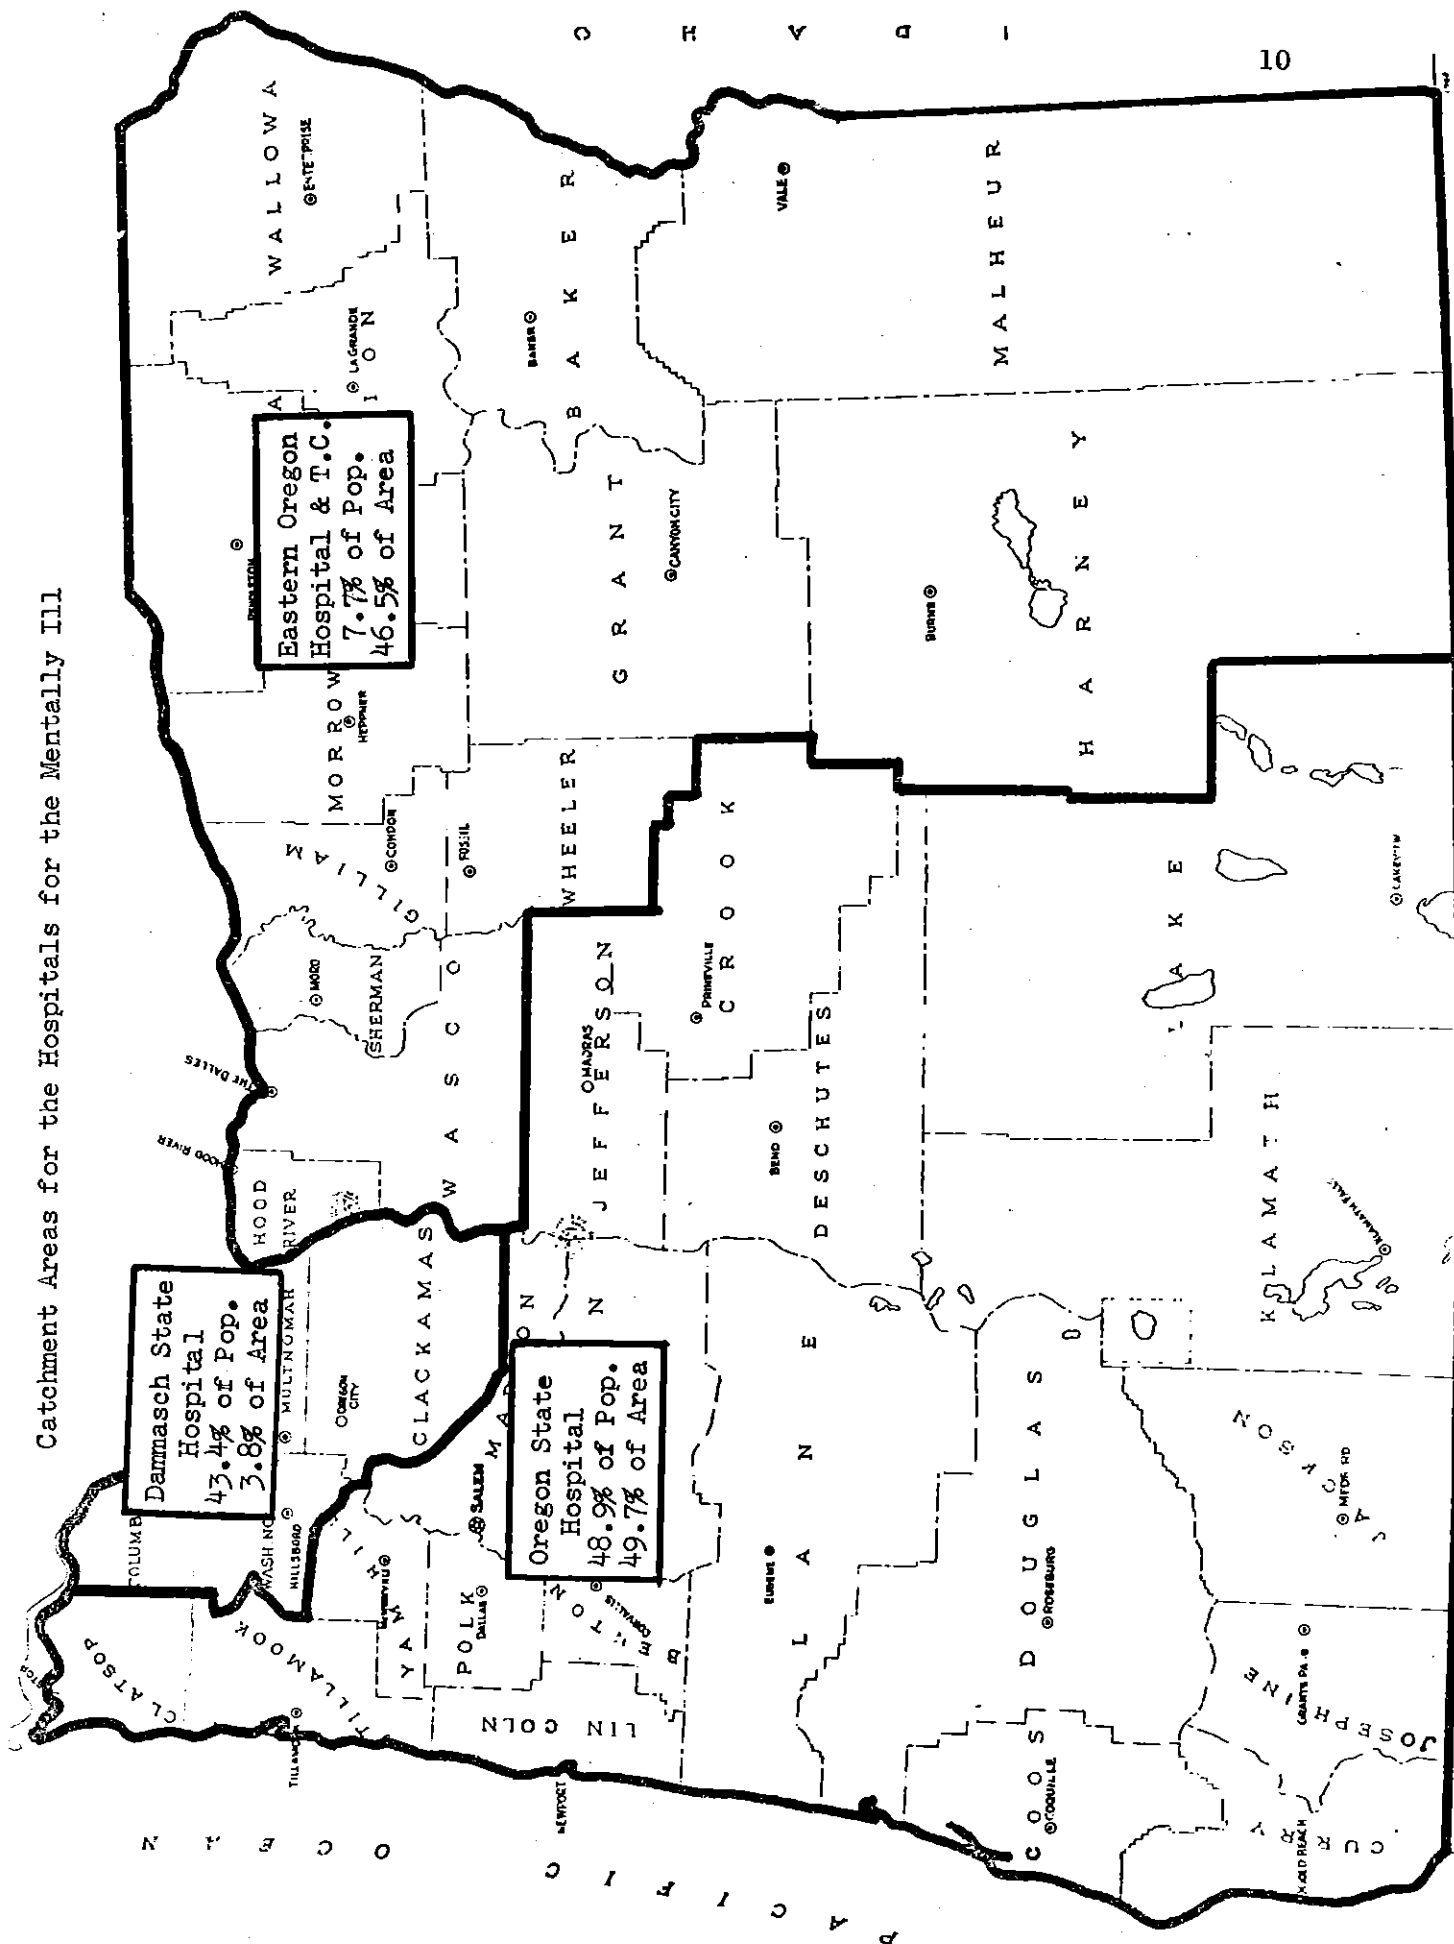 Catchment Areas for the Hospitals for the Mentally Ill
10
Dammasch State
Hospital
43.4% of Pop.
3.8% of Area
Eastern Oregon
Hospital & T.C.
7.7% of Pop.
46.5% of Area
Oregon State
Hospital
48.9% of Pop.
49.7% of Area
PACIFIC
OCEAN
CLATSOP
TILLAMOOK
TILLAMOOK
HILLSBORO
MULTNOMAH
OREGON
CITY
CLACKAMAS
HOOD
RIVER
HOOD RIVER
THE DALLES
WASCO
SHERMAN
MORO
GILLIAM
CONDON
MORROW
HEPPNER
LA GRANDE
WALLOWA
BAKER
BAKER
GRANT
CANYON CITY
WHEELER
FOSSIL
JEFFERSON
MADRAS
CROOK
PRINEVILLE
DESCHUTES
BEND
POLK
DALLAS
SALEM
LINCOLN
NEWPORT
CORVALLIS
LANE
EUGENE
DOUGLAS
ROSEBURG
COOS
COQUILLE
CURRY
GOLD REACH
JOSEPHINE
JACKSON
KLAMATH
LAKE
LAKEVIEW
HARNEY
BURNS
MALHEUR
VALE